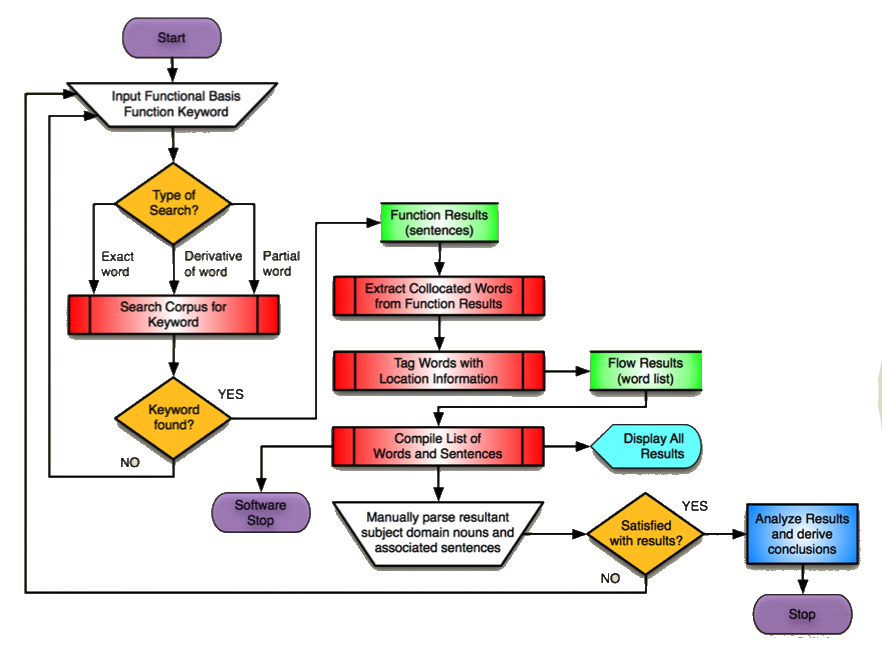 Start
Input Functional Basis
Function Keyword
Type of
Search?
Exact
word
Derivative
of word
Partial
word
Search Corpus for
Keyword
Keyword
found?
YES
NO
Function Results
(sentences)
Extract Collocated Words
from Function Results
Tag Words with
Location Information
Flow Results
(word list)
Compile List of
Words and Sentences
Display All
Results
Software
Stop
Manually parse resultant
subject domain nouns and
associated sentences
Satisfied
with results?
YES
NO
Analyze Results
and derive
conclusions
Stop